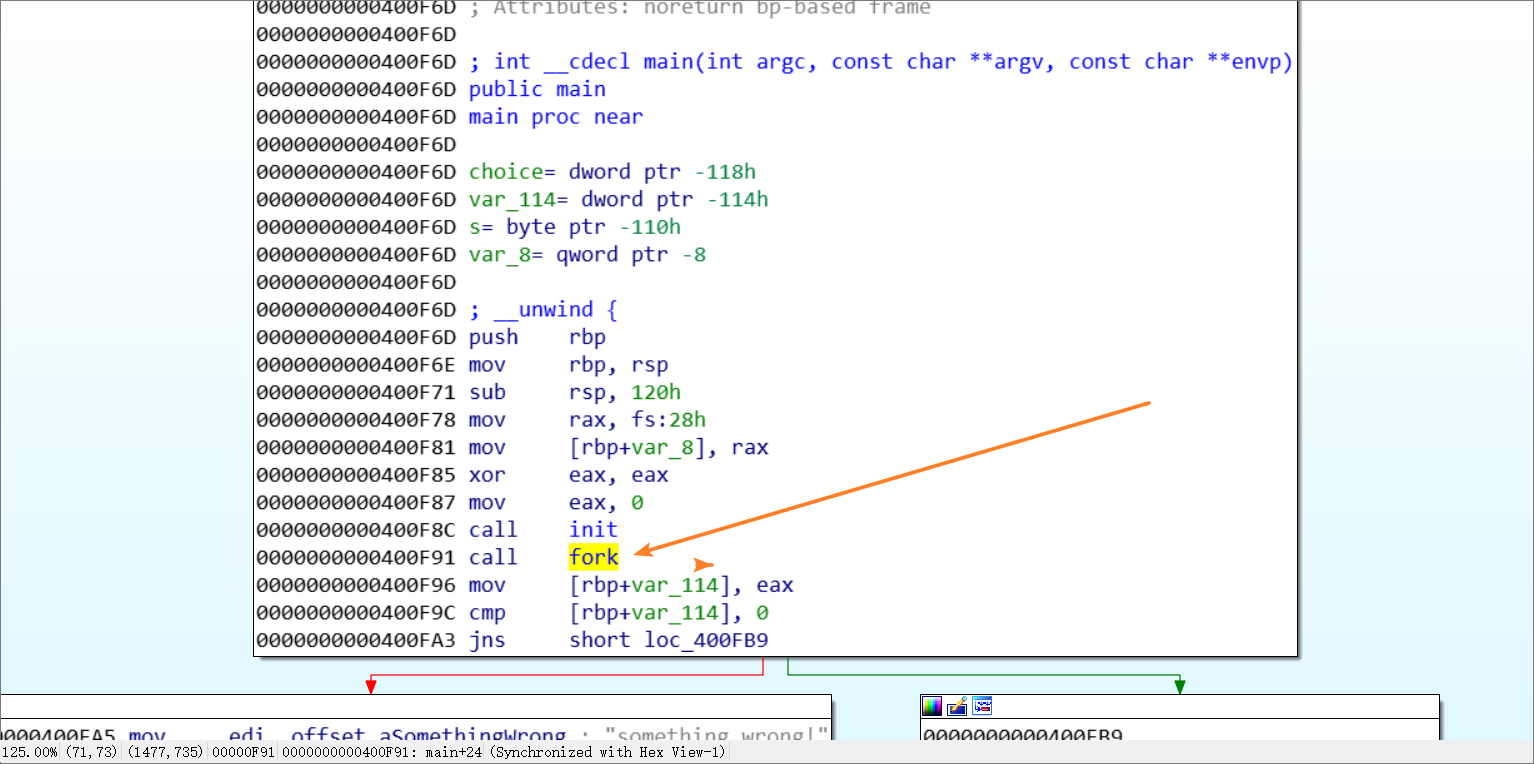 0000000000400F6D ; Attributes: noreturn bp-based frame
0000000000400F6D
0000000000400F6D ; int __cdecl main(int argc, const char **argv, const char **envp)
0000000000400F6D public main
0000000000400F6D main proc near
0000000000400F6D
0000000000400F6D choice= dword ptr -118h
0000000000400F6D var_114= dword ptr -114h
0000000000400F6D s= byte ptr -110h
0000000000400F6D var_8= qword ptr -8
0000000000400F6D
0000000000400F6D ; __unwind {
0000000000400F6D push    rbp
0000000000400F6E mov     rbp, rsp
0000000000400F71 sub     rsp, 120h
0000000000400F78 mov     rax, fs:28h
0000000000400F81 mov     [rbp+var_8], rax
0000000000400F85 xor     eax, eax
0000000000400F87 mov     eax, 0
0000000000400F8C call    init
0000000000400F91 call    fork
0000000000400F96 mov     [rbp+var_114], eax
0000000000400F9C cmp     [rbp+var_114], 0
0000000000400FA3 jns     short loc_400FB9
0000400FA5 mov     edi, offset aSomethingWrong ; "something wrong!"
0000000000400FB9
125.00% (71,73) (1477,735) 00000F91 0000000000400F91: main+24 (Synchronized with Hex View-1)